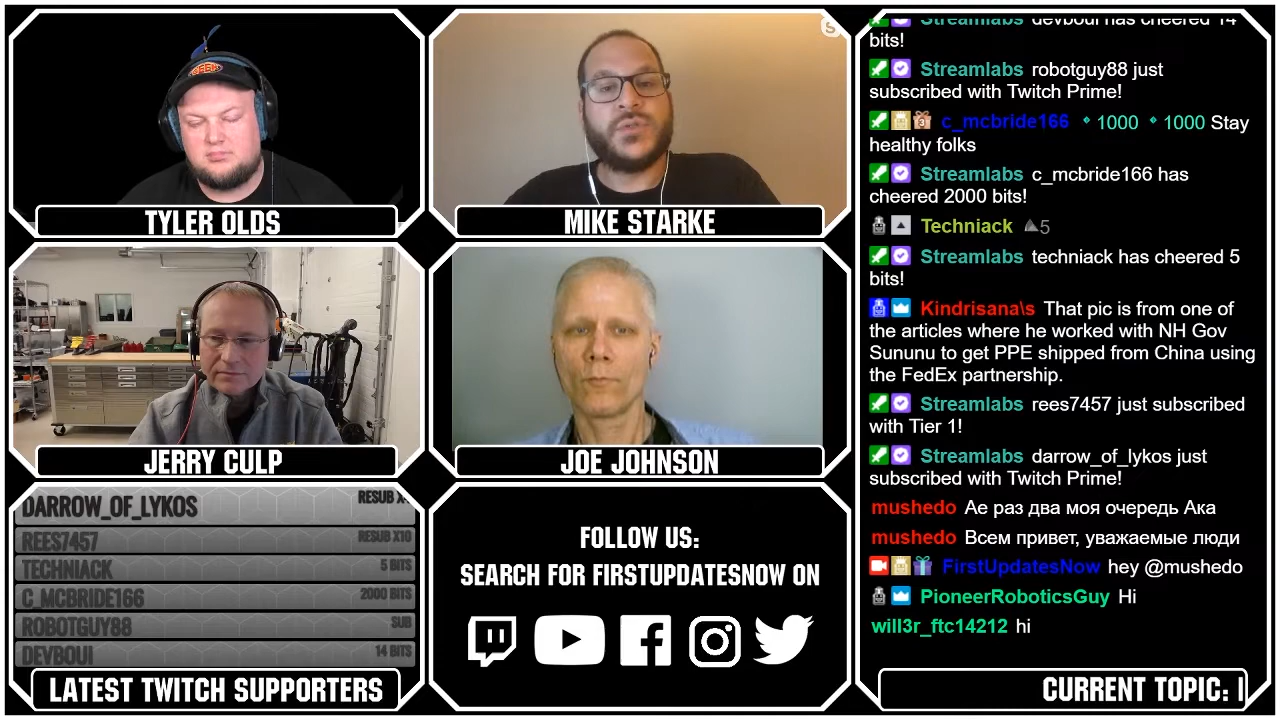 TYLER OLDS
MIKE STARKE
JERRY CULP
JOE JOHNSON
DARROW_OF_LYKOS RESUB
REES7457 RESUB X10
TECHNIACK 5 BITS
C_MCBRIDE166 2000 BITS
ROBOTGUY88 SUB
DEVBOUI 14 BITS
LATEST TWITCH SUPPORTERS
FOLLOW US:
SEARCH FOR FIRSTUPDATESNOW ON
Streamlabs devboui has cheered 14
bits!
Streamlabs robotguy88 just
subscribed with Twitch Prime!
c_mcbride166 1000 1000 Stay
healthy folks
Streamlabs c_mcbride166 has
cheered 2000 bits!
Techniack 5
Streamlabs techniack has cheered 5
bits!
Kindrisana\s That pic is from one of
the articles where he worked with NH Gov
Sununu to get PPE shipped from China using
the FedEx partnership.
Streamlabs rees7457 just subscribed
with Tier 1!
Streamlabs darrow_of_lykos just
subscribed with Twitch Prime!
mushedo Ае раз два моя очередь Ака
mushedo Всем привет, уважаемые люди
FirstUpdatesNow hey @mushedo
PioneerRoboticsGuy Hi
will3r_ftc14212 hi
CURRENT TOPIC: